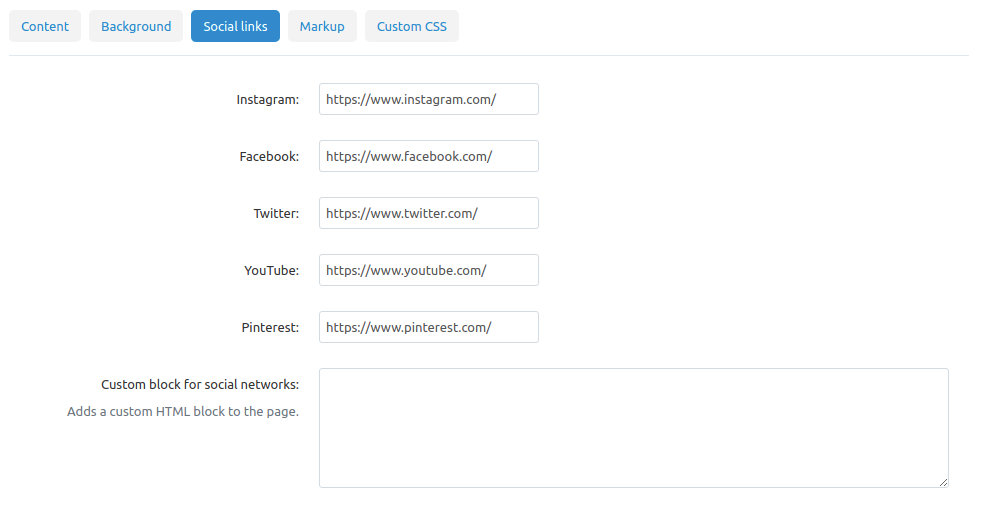 Content Background Social links Markup Custom CSS
Instagram: https://www.instagram.com/
Facebook: https://www.facebook.com/
Twitter: https://www.twitter.com/
YouTube: https://www.youtube.com/
Pinterest: https://www.pinterest.com/
Custom block for social networks:
Adds a custom HTML block to the page.